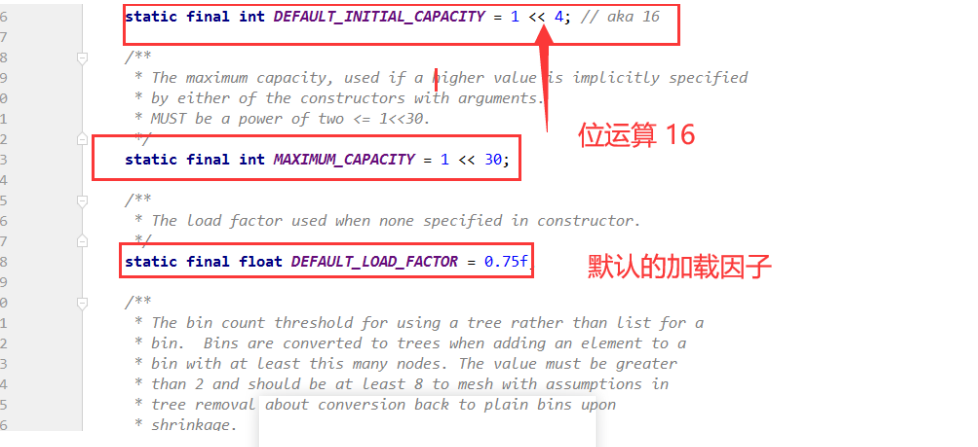 6 static final int DEFAULT_INITIAL_CAPACITY = 1 << 4; // aka 16
7
8 /**
9 * The maximum capacity, used if a higher value is implicitly specified
0 * by either of the constructors with arguments.
1 * MUST be a power of two <= 1<<30.
2 */
位运算 16
3 static final int MAXIMUM_CAPACITY = 1 << 30;
4
5 /**
6 * The load factor used when none specified in constructor.
7 */
8 static final float DEFAULT_LOAD_FACTOR = 0.75f
默认的加载因子
9
0 /**
1 * The bin count threshold for using a tree rather than list for a
2 * bin. Bins are converted to trees when adding an element to a
3 * bin with at least this many nodes. The value must be greater
4 * than 2 and should be at least 8 to mesh with assumptions in
5 * tree removal about conversion back to plain bins upon
6 * shrinkage.